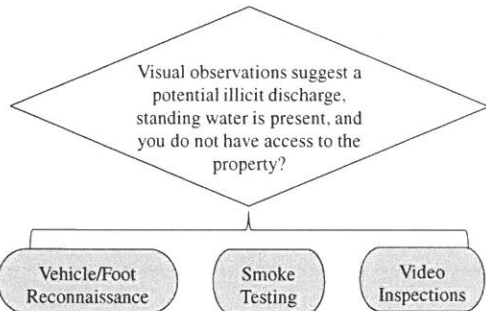 Visual observations suggest a
potential illicit discharge,
standing water is present, and
you do not have access to the
property?
Vehicle/Foot
Reconnaissance
Smoke
Testing
Video
Inspections